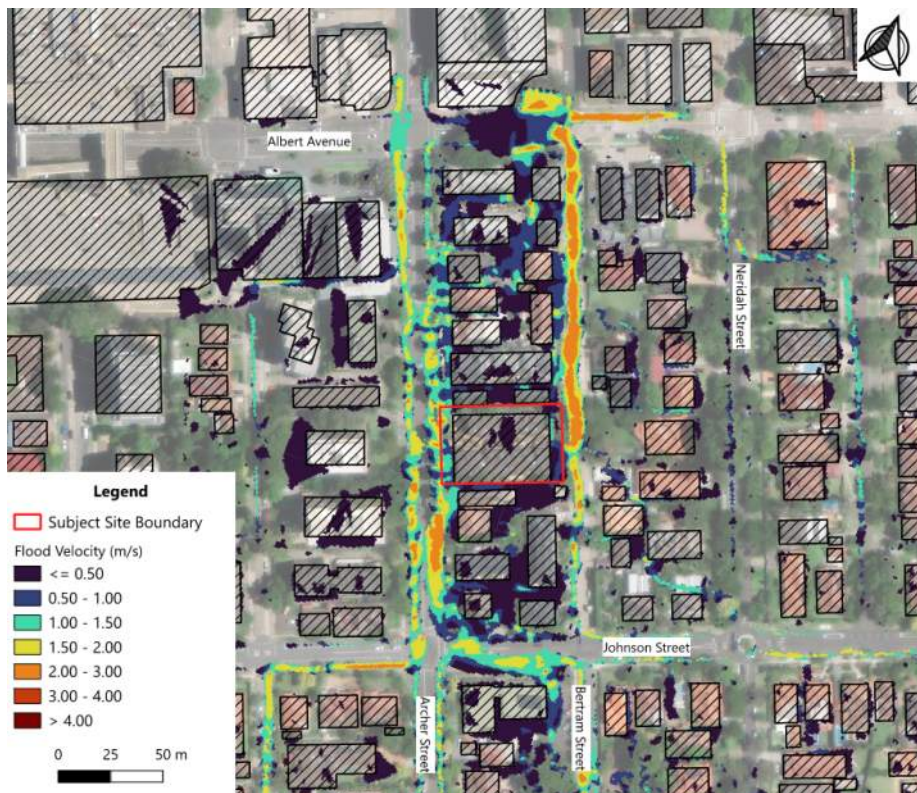 Albert Avenue
Neridah Street
Legend
Subject Site Boundary
Flood Velocity (m/s)
<= 0.50
0.50 - 1.00
1.00 - 1.50
1.50 - 2.00
2.00 - 3.00
3.00 - 4.00
> 4.00
0 25 50 m
Johnson Street
Archer Street
Bertram Street